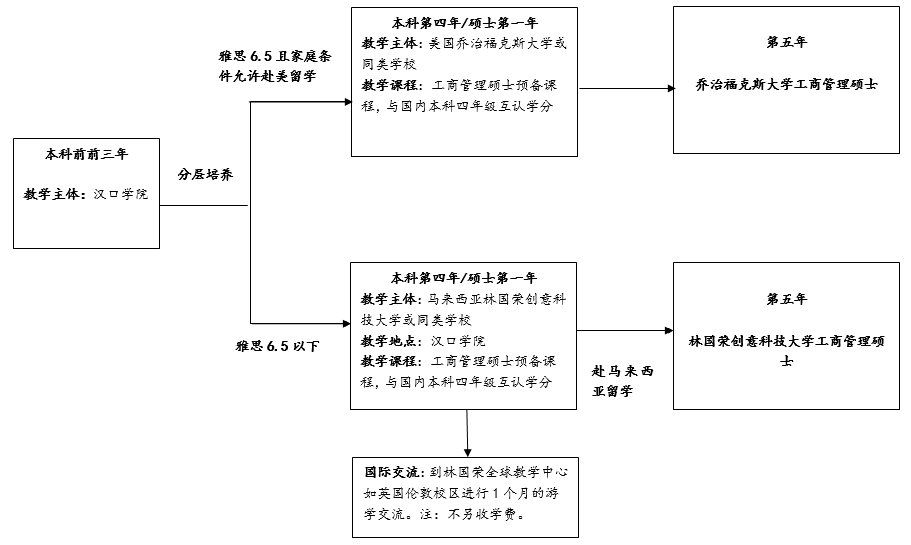 本科前前三年
教学主体：汉口学院
分层培养
雅思6.5且家庭条
件允许赴美留学
本科第四年/硕士第一年
教学主体：美国乔治福克斯大学或
同类学校
教学课程：工商管理硕士预备课
程，与国内本科四年级互认学分
第五年
乔治福克斯大学工商管理硕士
雅思6.5以下
本科第四年/硕士第一年
教学主体：马来西亚林国荣创意科
技大学或同类学校
教学地点：汉口学院
教学课程：工商管理硕士预备课
程，与国内本科四年级互认学分
赴马来西
亚留学
第五年
林国荣创意科技大学工商管理硕
士
国际交流：到林国荣全球教学中心
如英国伦敦校区进行1个月的游
学交流。注：不另收学费。